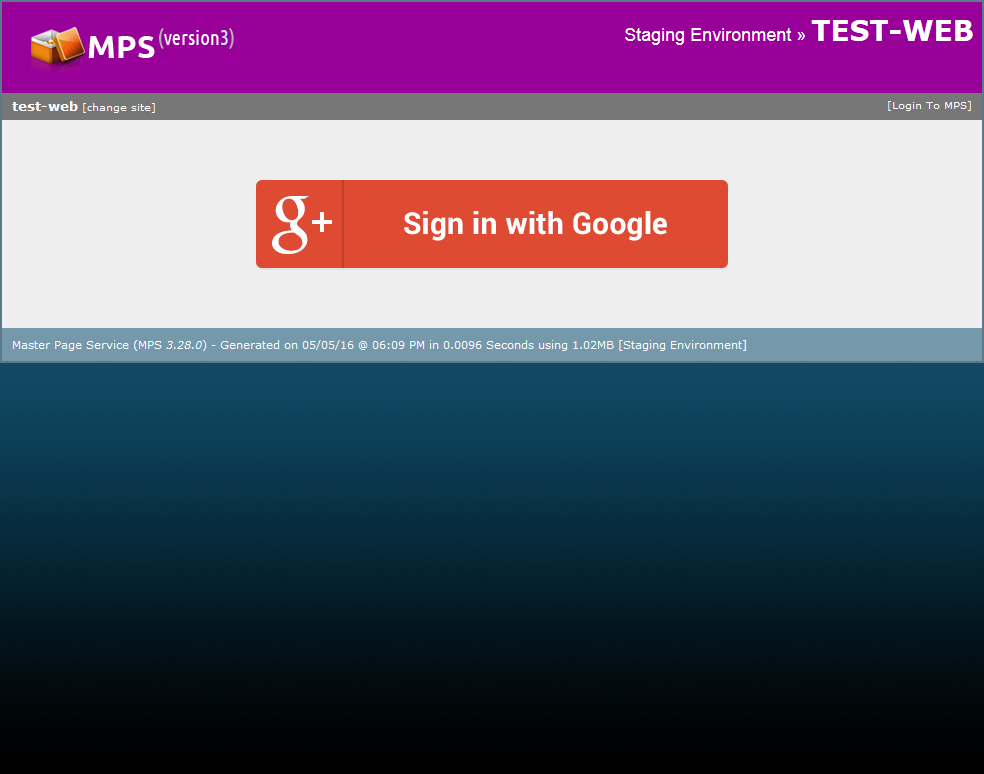 MPS (version3)
Staging Environment » TEST-WEB
test-web [change site]
[Login To MPS]
g+ Sign in with Google
Master Page Service (MPS 3.28.0) - Generated on 05/05/16 @ 06:09 PM in 0.0096 Seconds using 1.02MB [Staging Environment]